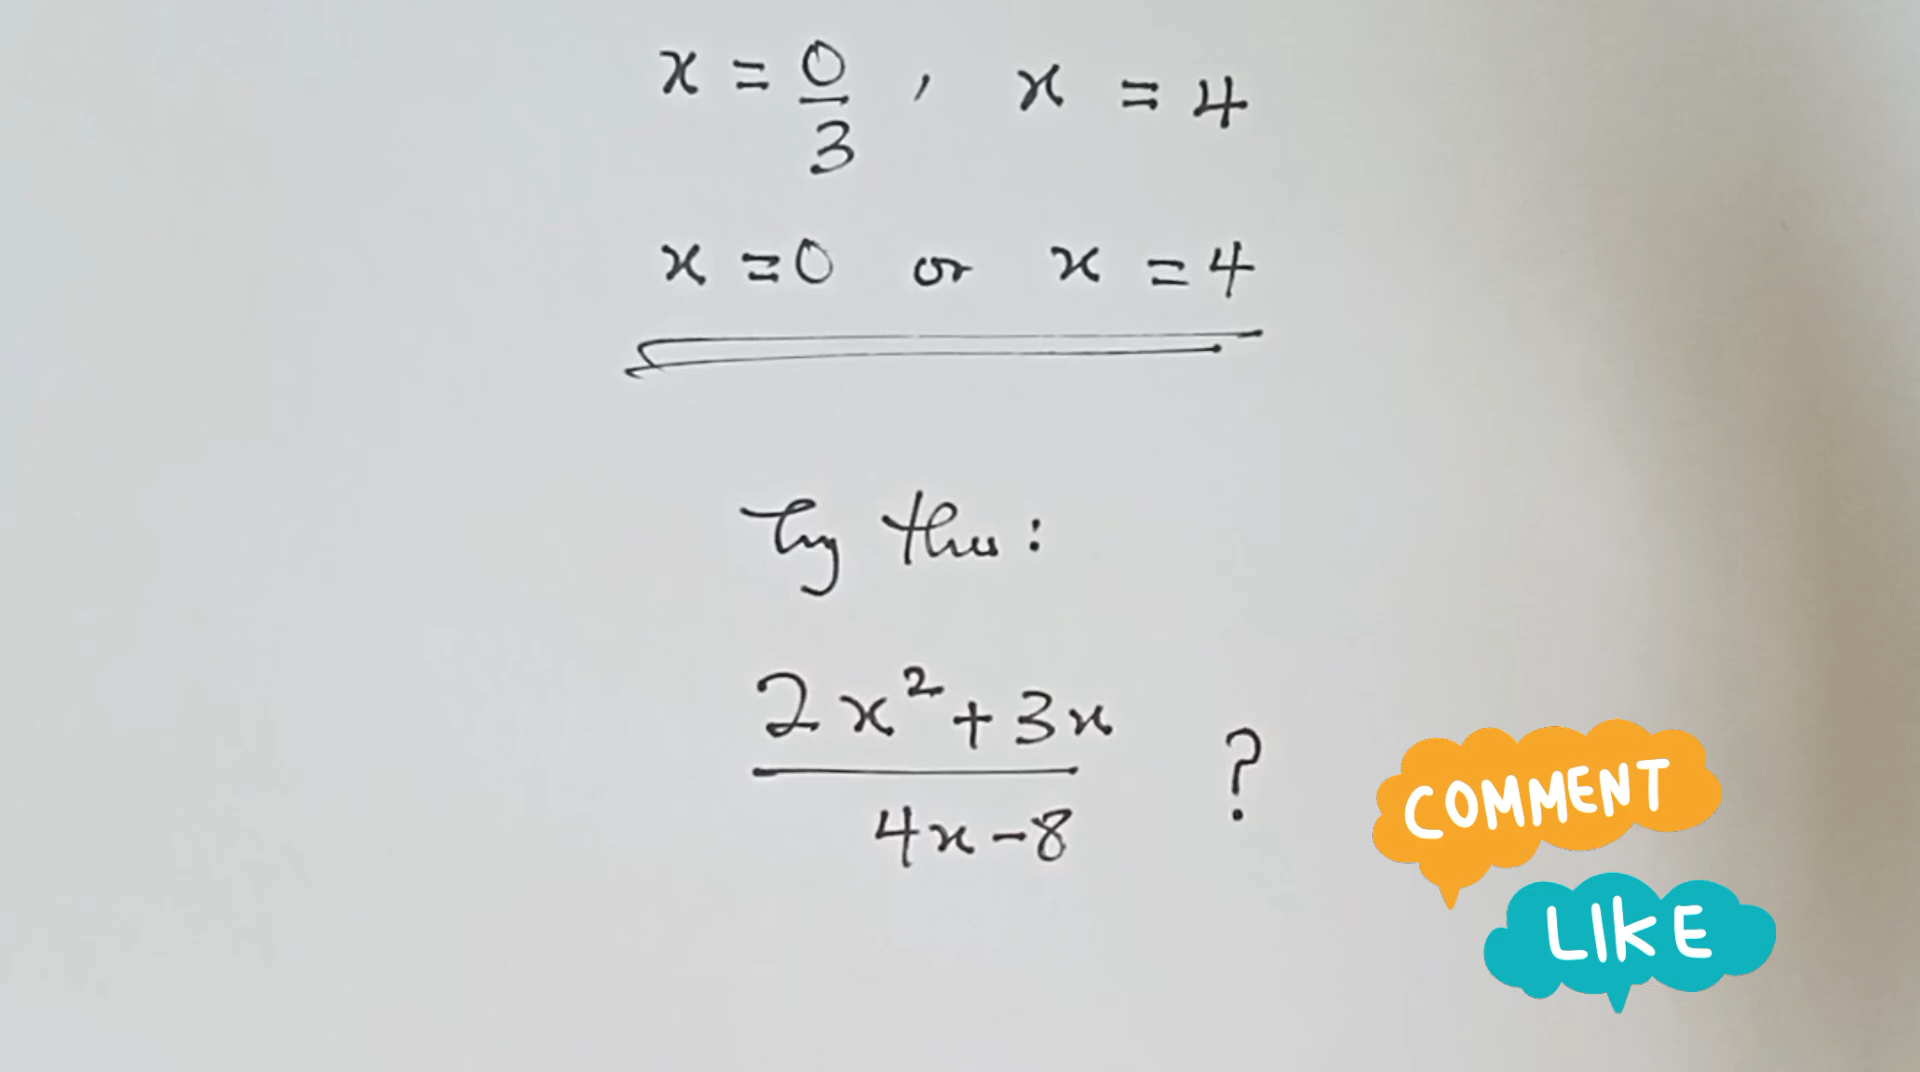 x = 0/3 , x = 4
x = 0 or x = 4
Try this:
2x² + 3x
4x - 8
?
COMMENT
LIKE